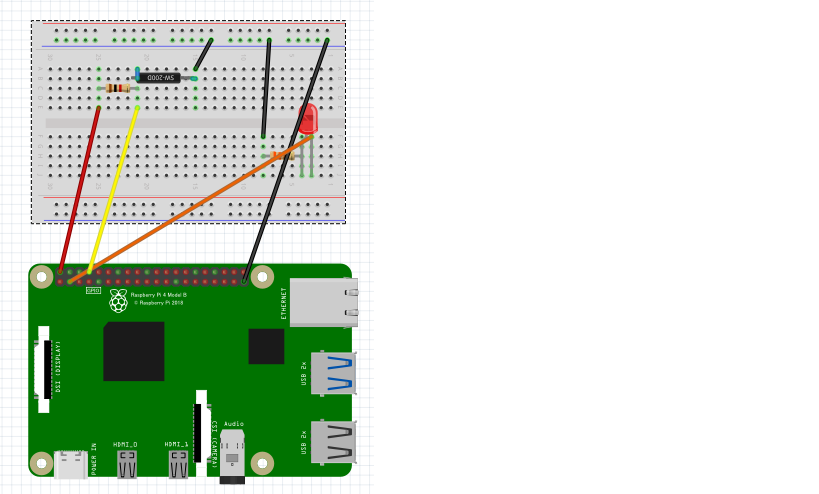 SW-200D
GPIO
Raspberry Pi 4 Model B
© Raspberry Pi 2018
ETHERNET
DSI (DISPLAY)
USB 2x
CSI (CAMERA)
Audio
HDMI_0
HDMI_1
POWER IN
USB 2x